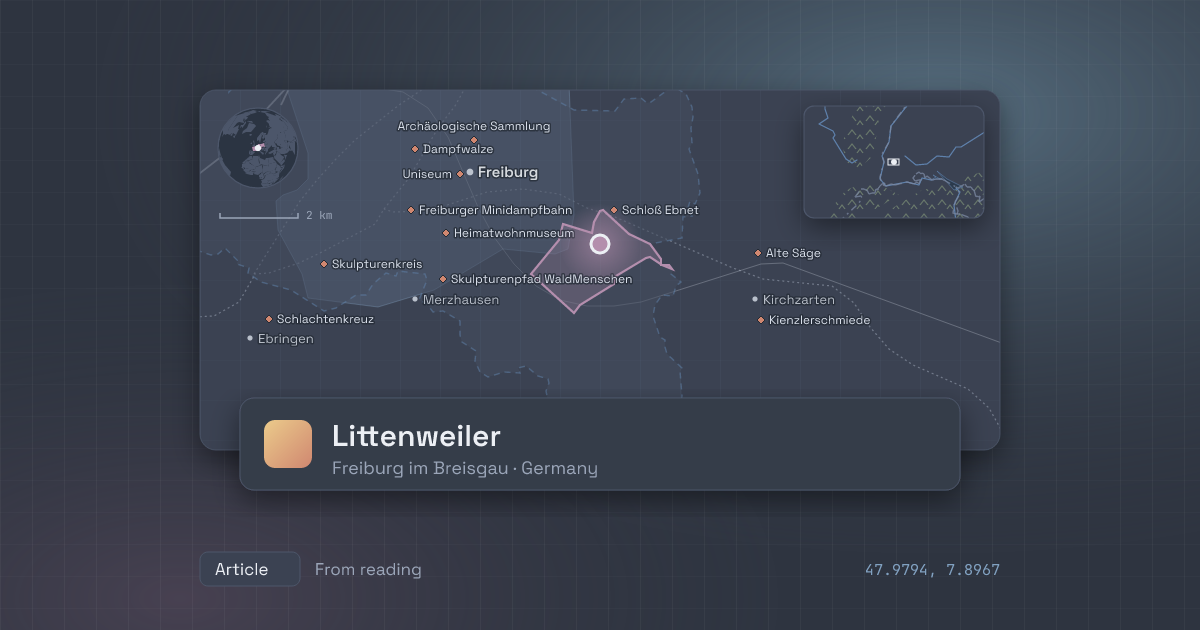 Archäologische Sammlung
Dampfwalze
Uniseum
Freiburg
Freiburger Minidampfbahn
Schloß Ebnet
2 km
Heimatwohnmuseum
Alte Säge
Skulpturenkreis
Skulpturenpfad WaldMenschen
Merzhausen
Kirchzarten
Schlachtenkreuz
Kienzlerschmiede
Ebringen
Littenweiler
Freiburg im Breisgau · Germany
Article
From reading
47.9794, 7.8967